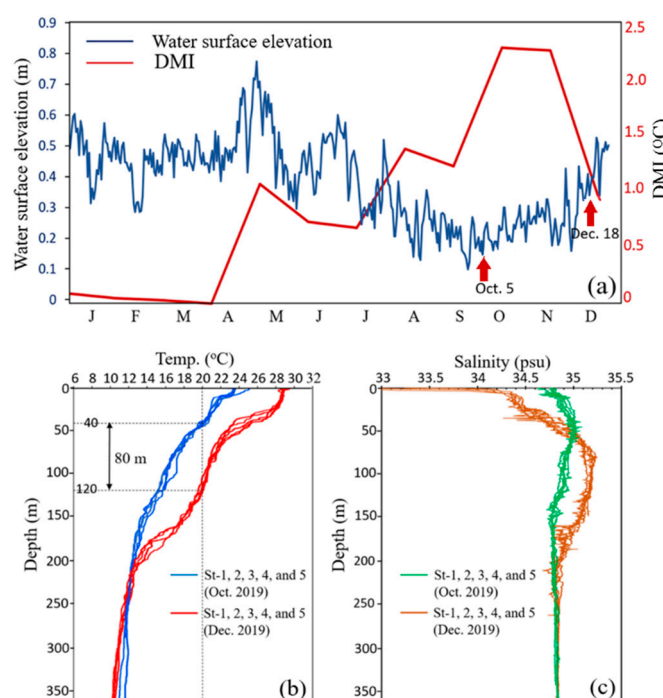 Water surface elevation
DMI
Water surface elevation (m)
0.9
0.8
0.7
0.6
0.5
0.4
0.3
0.2
0.1
0
2.5
2.0
1.5
1.0
0.5
0
DMI (°C)
Oct. 5
Dec. 18
(a)
J F M A M J J A S O N D
Temp. (°C)
6 8 10 12 14 16 18 20 22 24 26 28 32
0
50
100
150
200
250
300
350
Depth (m)
40
80 m
120
St-1, 2, 3, 4, and 5
(Oct. 2019)
St-1, 2, 3, 4, and 5
(Dec. 2019)
(b)
Salinity (psu)
33 33.5 34 34.5 35 35.5
0
50
100
150
200
250
300
350
Depth (m)
St-1, 2, 3, 4, and 5
(Oct. 2019)
St-1, 2, 3, 4, and 5
(Dec. 2019)
(c)